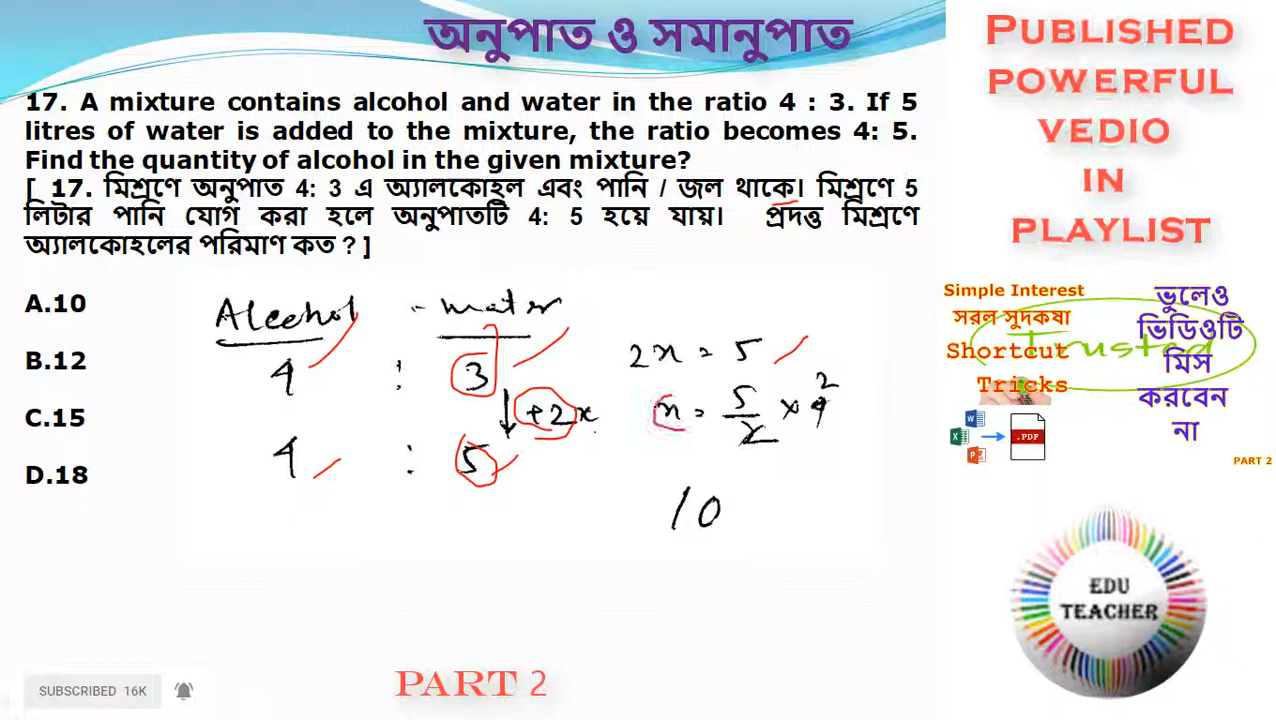 অনুপাত ও সমানুপাত
17. A mixture contains alcohol and water in the ratio 4 : 3. If 5
litres of water is added to the mixture, the ratio becomes 4: 5.
Find the quantity of alcohol in the given mixture?
[ 17. মিশ্রণে অনুপাত 4: 3 এ অ্যালকোহল এবং পানি / জল থাকে। মিশ্রণে 5
লিটার পানি যোগ করা হলে অনুপাতটি 4: 5 হয়ে যায়। প্রদত্ত মিশ্রণে
অ্যালকোহলের পরিমাণ কত ? ]
A.10
B.12
C.15
D.18
Alcohol : water
4 : 3
+2x
4 : 5
2x = 5
x = 5/2 × 4 2
10
PUBLISHED
POWERFUL
VEDIO
IN
PLAYLIST
Simple Interest
সরল সুদকষা
Shortcut
Tricks
Trusted
ভুলেও
ভিডিওটি
মিস
করবেন
না
W
X
P
PDF
PART 2
EDU
TEACHER
SUBSCRIBED 16K
PART 2